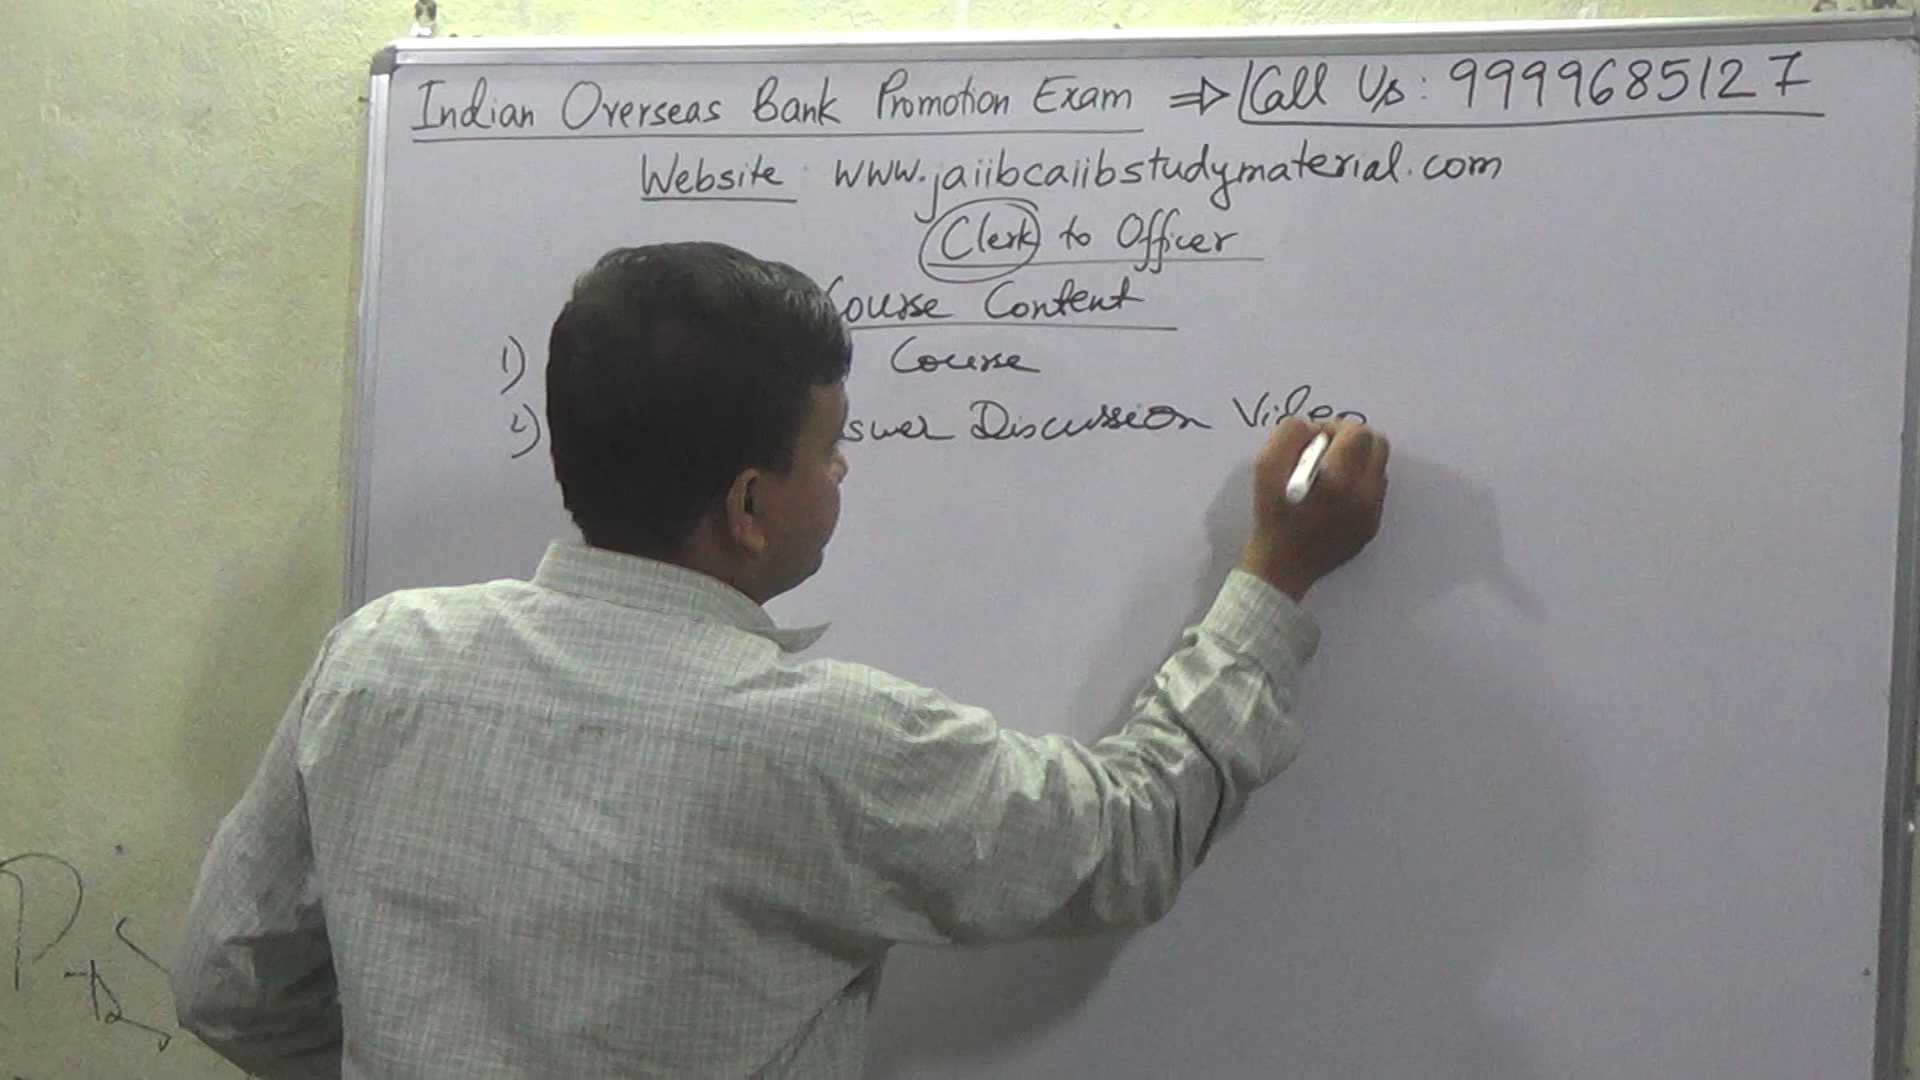 Indian Overseas Bank Promotion Exam ⇒ Call Us: 9999685127
Website www.jaiibcaiibstudymaterial.com
Clerk to Officer
Course Content
1) Course
2) swer Discussion Video